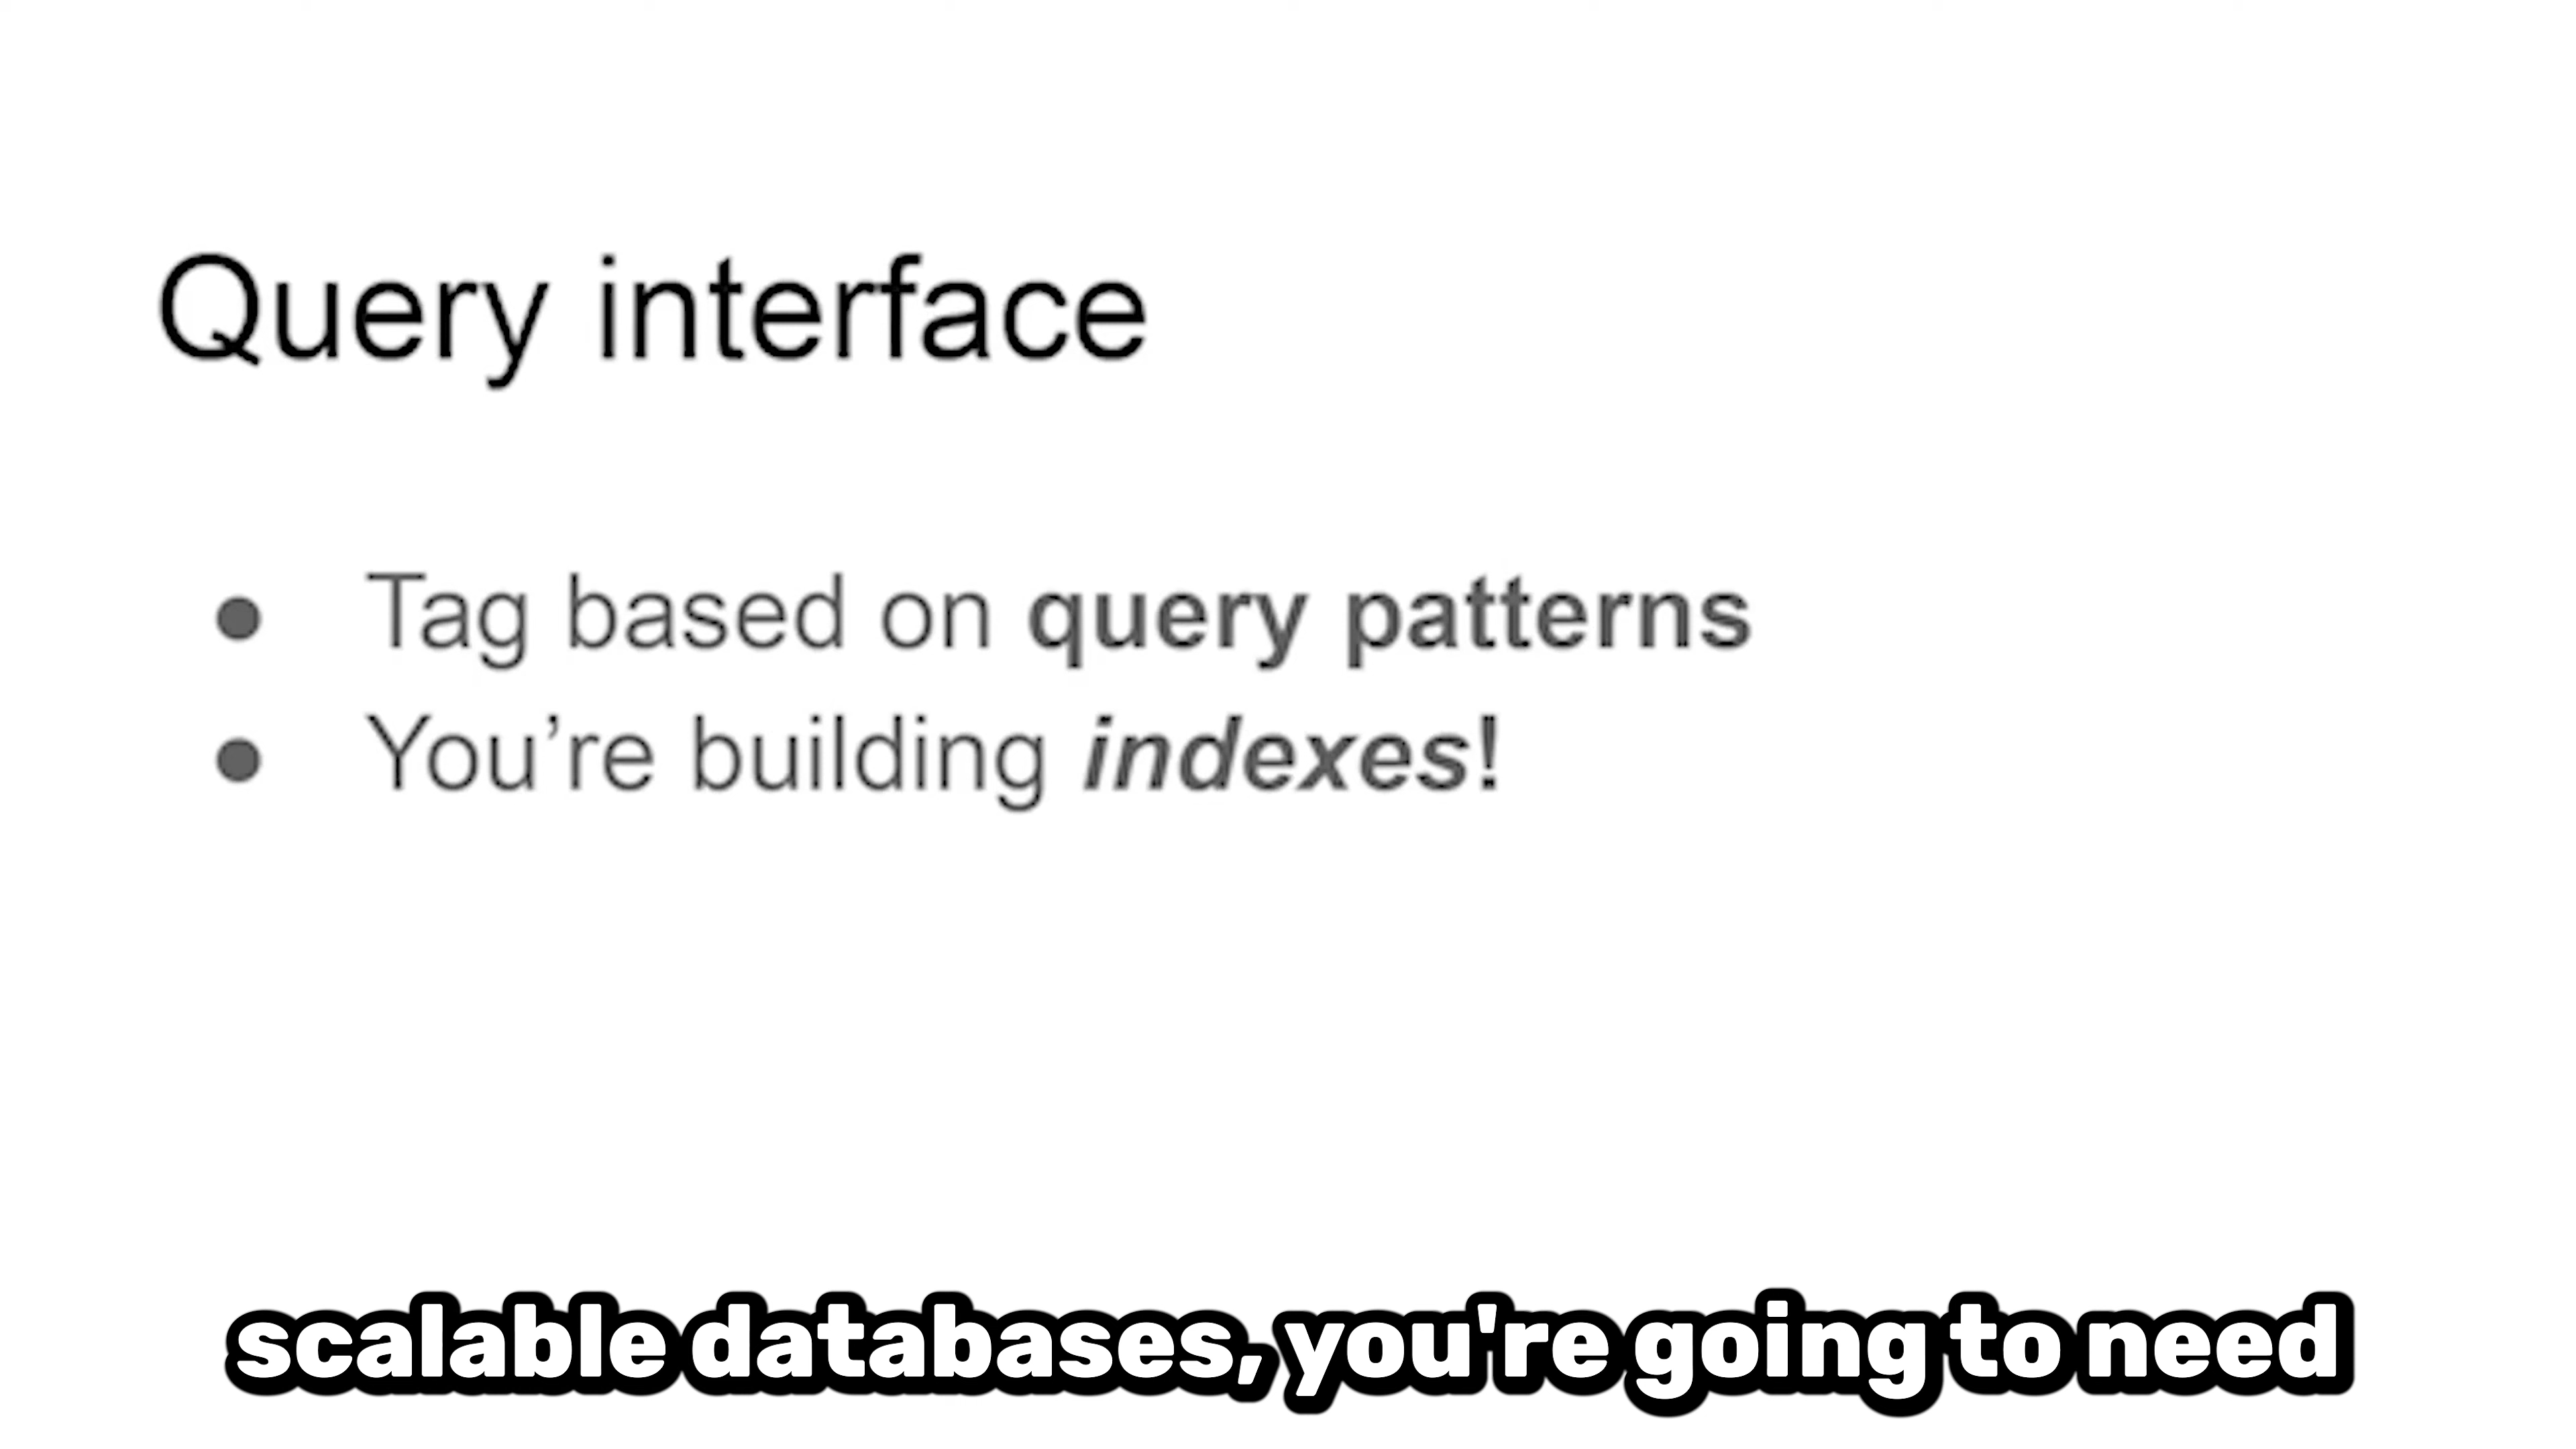 Query interface
● Tag based on query patterns
● You’re building indexes!
scalable databases, you're going to need